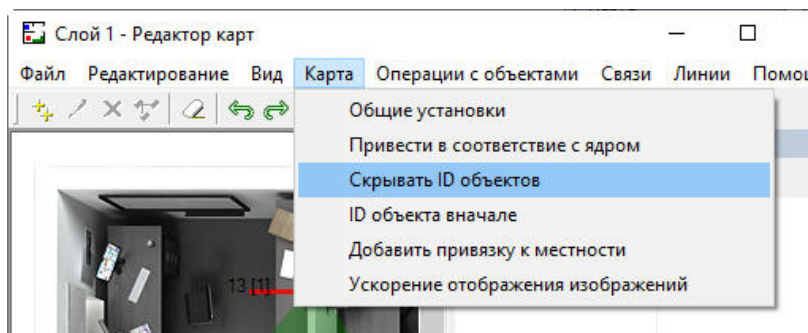 Слой 1 - Редактор карт
Файл Редактирование Вид Карта Операции с объектами Связи Линии
Общие установки
Привести в соответствие с ядром
Скрывать ID объектов
ID объекта вначале
Добавить привязку к местности
Ускорение отображения изображений
13 [1]